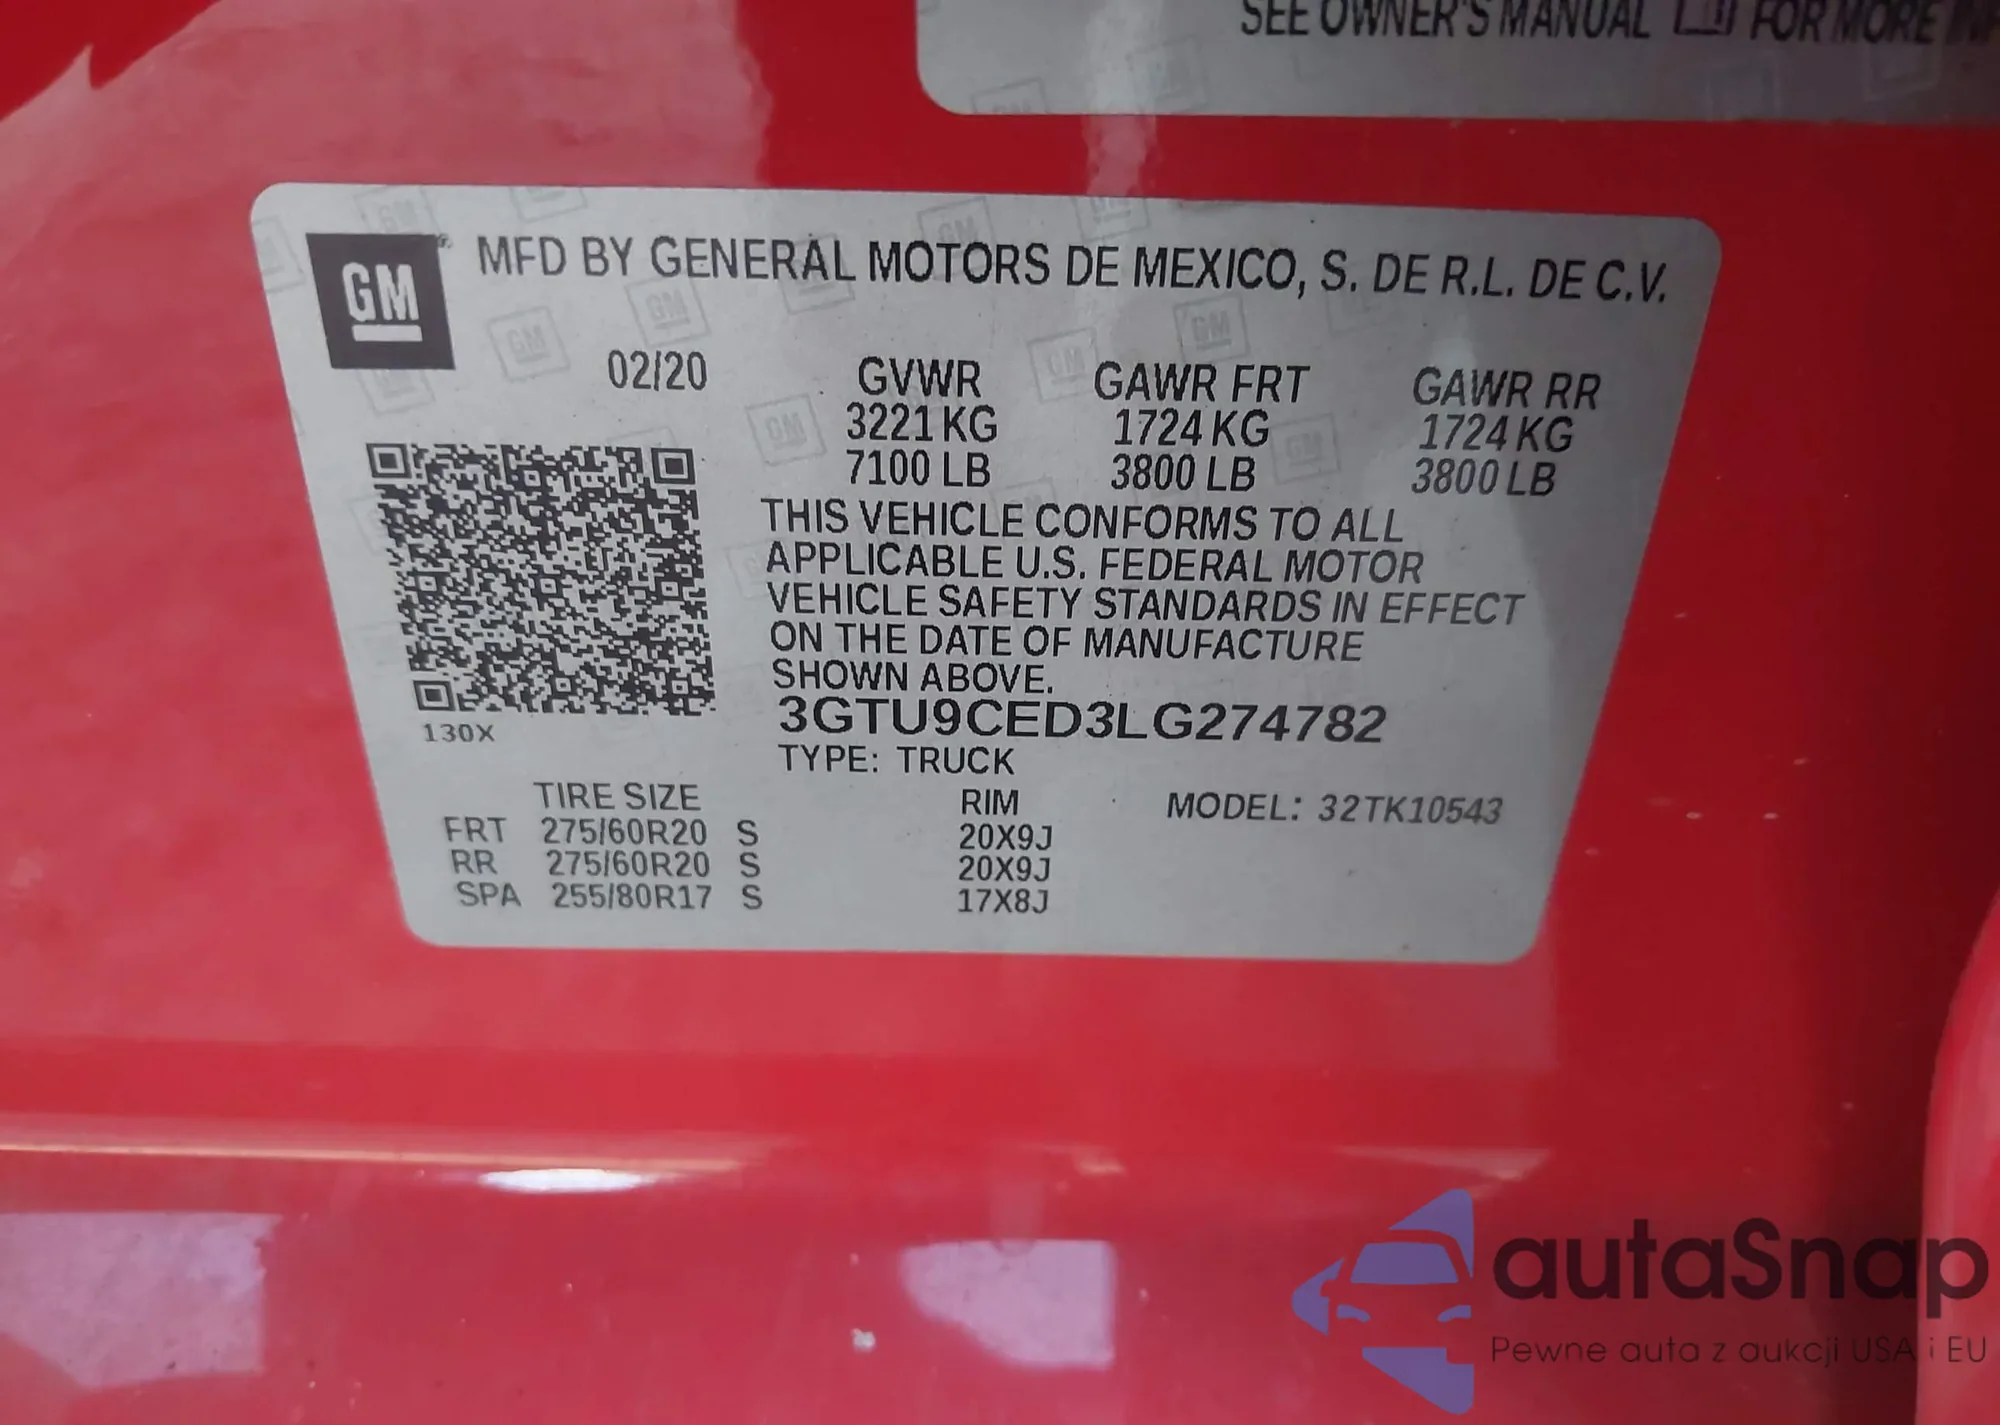 SEE OWNER'S MANUAL FOR MORE
GM MFD BY GENERAL MOTORS DE MEXICO, S. DE R.L. DE C.V.
02/20 GVWR GAWR FRT GAWR RR
3221 KG 1724 KG 1724 KG
7100 LB 3800 LB 3800 LB
THIS VEHICLE CONFORMS TO ALL
APPLICABLE U.S. FEDERAL MOTOR
VEHICLE SAFETY STANDARDS IN EFFECT
ON THE DATE OF MANUFACTURE
SHOWN ABOVE.
3GTU9CED3LG274782
130X
TYPE: TRUCK
TIRE SIZE RIM MODEL: 32TK10543
FRT 275/60R20 S 20X9J
RR 275/60R20 S 20X9J
SPA 255/80R17 S 17X8J
autaSnap
Pewne auta z aukcji USA i EU